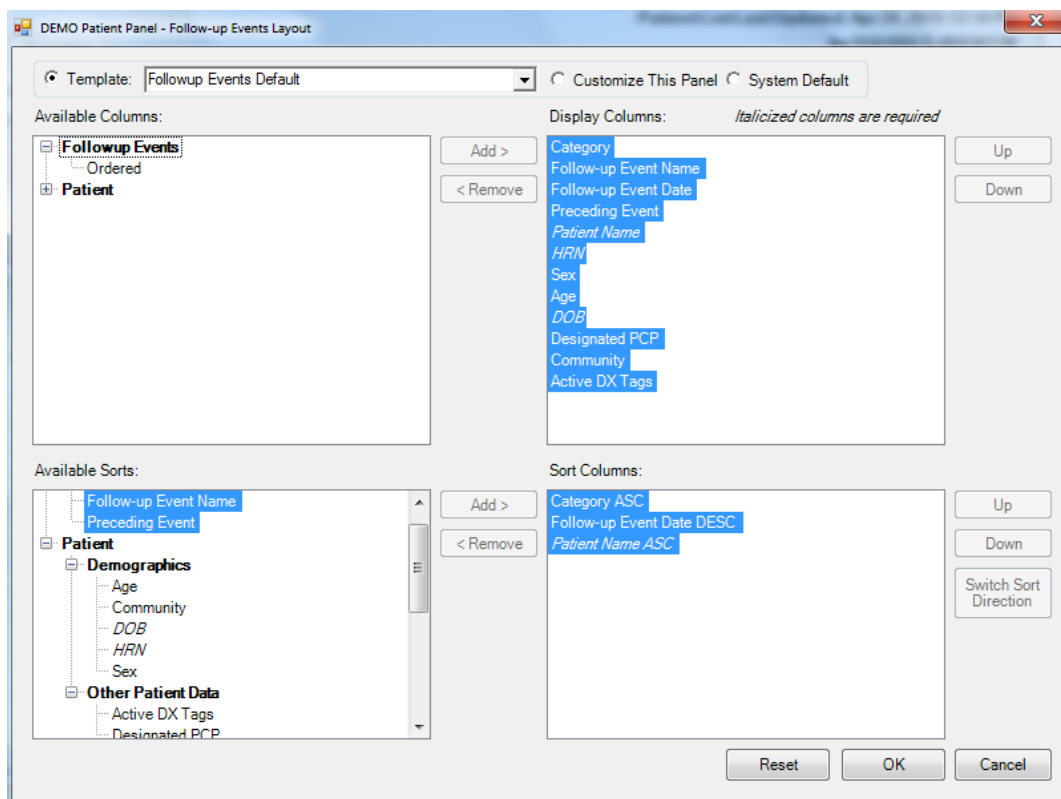 DEMO Patient Panel - Follow-up Events Layout
Template: Followup Events Default Customize This Panel System Default
Available Columns:
Followup Events
Ordered
Patient
Add >
< Remove
Display Columns: Italicized columns are required
Category
Follow-up Event Name
Follow-up Event Date
Preceding Event
Patient Name
HRN
Sex
Age
DOB
Designated PCP
Community
Active DX Tags
Up
Down
Available Sorts:
Follow-up Event Name
Preceding Event
Patient
Demographics
Age
Community
DOB
HRN
Sex
Other Patient Data
Active DX Tags
Designated PCP
Add >
< Remove
Sort Columns:
Category ASC
Follow-up Event Date DESC
Patient Name ASC
Up
Down
Switch Sort
Direction
Reset OK Cancel